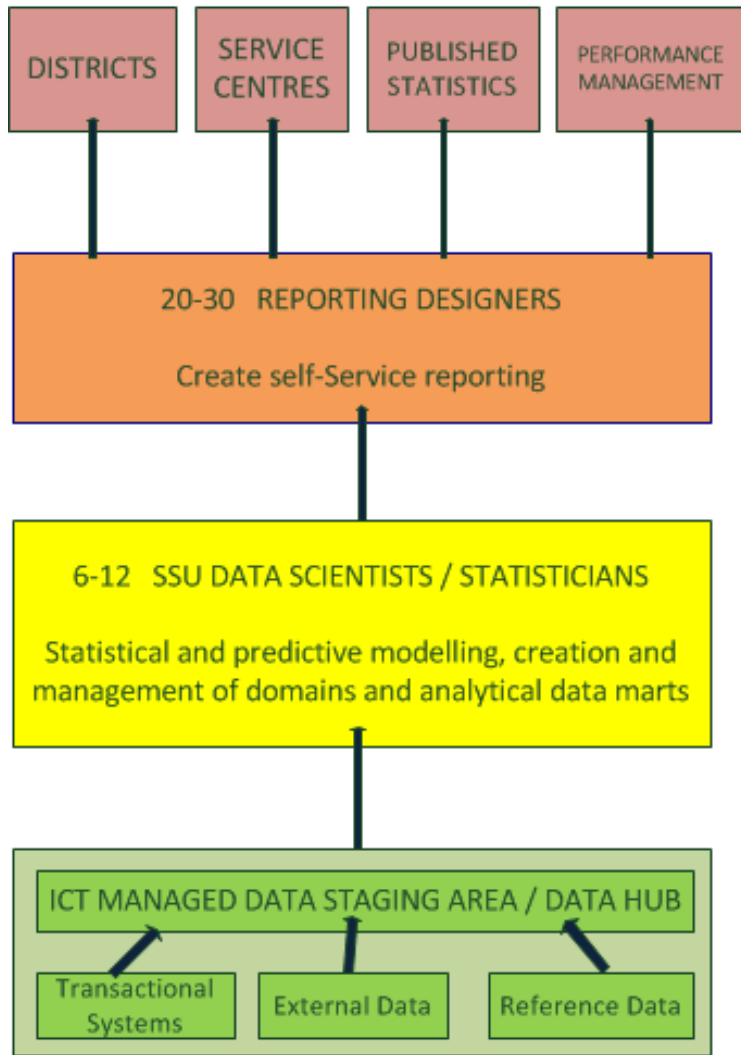 DISTRICTS
SERVICE
CENTRES
PUBLISHED
STATISTICS
PERFORMANCE
MANAGEMENT
20-30 REPORTING DESIGNERS
Create self-Service reporting
6-12 SSU DATA SCIENTISTS / STATISTICIANS
Statistical and predictive modelling, creation and
management of domains and analytical data marts
ICT MANAGED DATA STAGING AREA / DATA HUB
Transactional
Systems
External Data
Reference Data